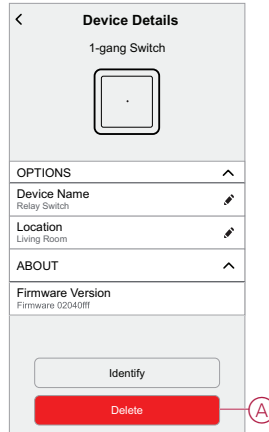 Device Details
1-gang Switch
OPTIONS
Device Name
Relay Switch
Location
Living Room
ABOUT
Firmware Version
Firmware 02040fff
Identify
Delete
A